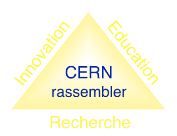 Innovation
Education
CERN
rassembler
Recherche